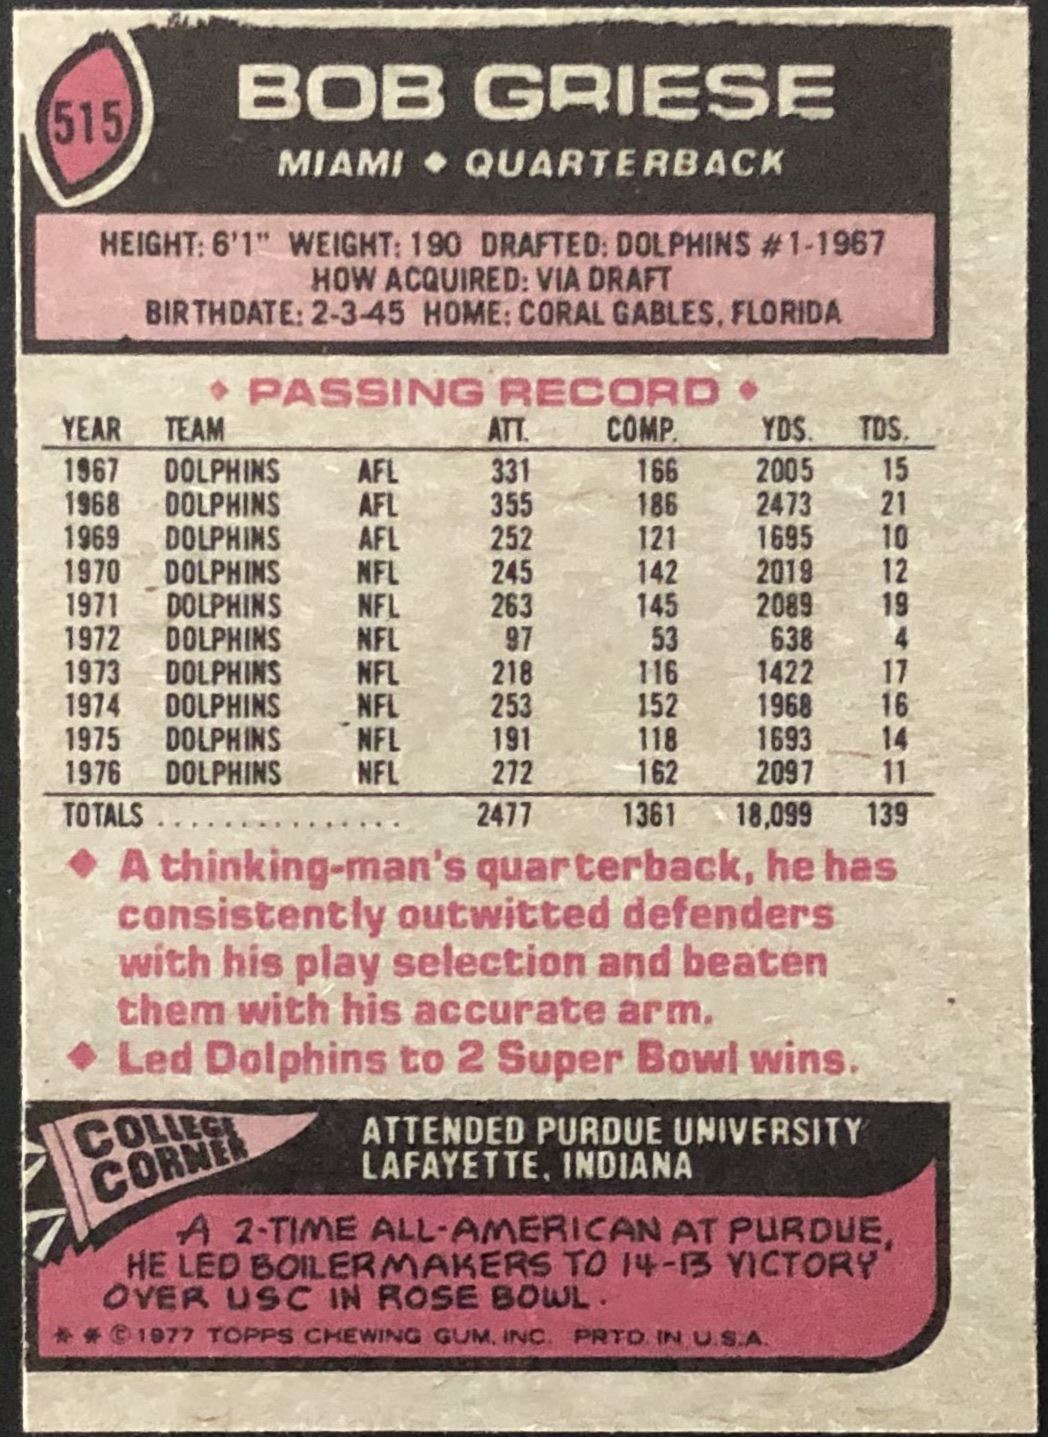 515
BOB GRIESE
MIAMI ♦ QUARTERBACK
HEIGHT: 6'1" WEIGHT: 190 DRAFTED: DOLPHINS #1-1967
HOW ACQUIRED: VIA DRAFT
BIRTHDATE: 2-3-45 HOME: CORAL GABLES, FLORIDA
♦ PASSING RECORD ♦
YEAR TEAM ATT. COMP. YDS. TDS.
1967 DOLPHINS AFL 331 166 2005 15
1968 DOLPHINS AFL 355 186 2473 21
1969 DOLPHINS AFL 252 121 1695 10
1970 DOLPHINS NFL 245 142 2019 12
1971 DOLPHINS NFL 263 145 2089 19
1972 DOLPHINS NFL 97 53 638 4
1973 DOLPHINS NFL 218 116 1422 17
1974 DOLPHINS NFL 253 152 1968 16
1975 DOLPHINS NFL 191 118 1693 14
1976 DOLPHINS NFL 272 162 2097 11
TOTALS ............... 2477 1361 18,099 139
♦ A thinking-man's quarterback, he has
consistently outwitted defenders
with his play selection and beaten
them with his accurate arm.
♦ Led Dolphins to 2 Super Bowl wins.
COLLEGE
CORNER
ATTENDED PURDUE UNIVERSITY
LAFAYETTE, INDIANA
A 2-TIME ALL-AMERICAN AT PURDUE,
HE LED BOILERMAKERS TO 14-13 VICTORY
OVER USC IN ROSE BOWL.
* * © 1977 TOPPS CHEWING GUM, INC. PRTD. IN U.S.A.